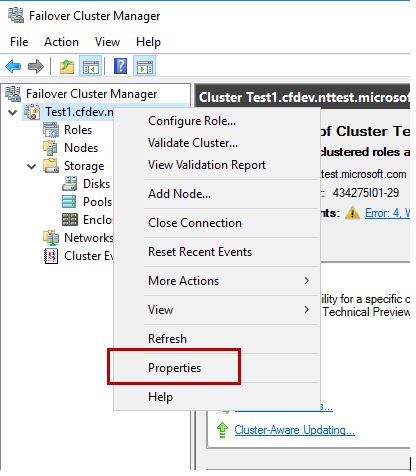 Failover Cluster Manager
File Action View Help
Failover Cluster Manager
Test1.cfdev.n
Roles
Nodes
Storage
Disks
Pools
Enclos
Networks
Cluster Ev
Configure Role...
Validate Cluster...
View Validation Report
Add Node...
Close Connection
Reset Recent Events
More Actions
View
Refresh
Properties
Help
Cluster Test1.cfdev.nttest.microsof
of Cluster Te
clustered roles a
test.microsoft.com
: 434275I01-29
nts: Error: 4, W
ility for a specific c
Technical Preview
...
Cluster-Aware Updating...